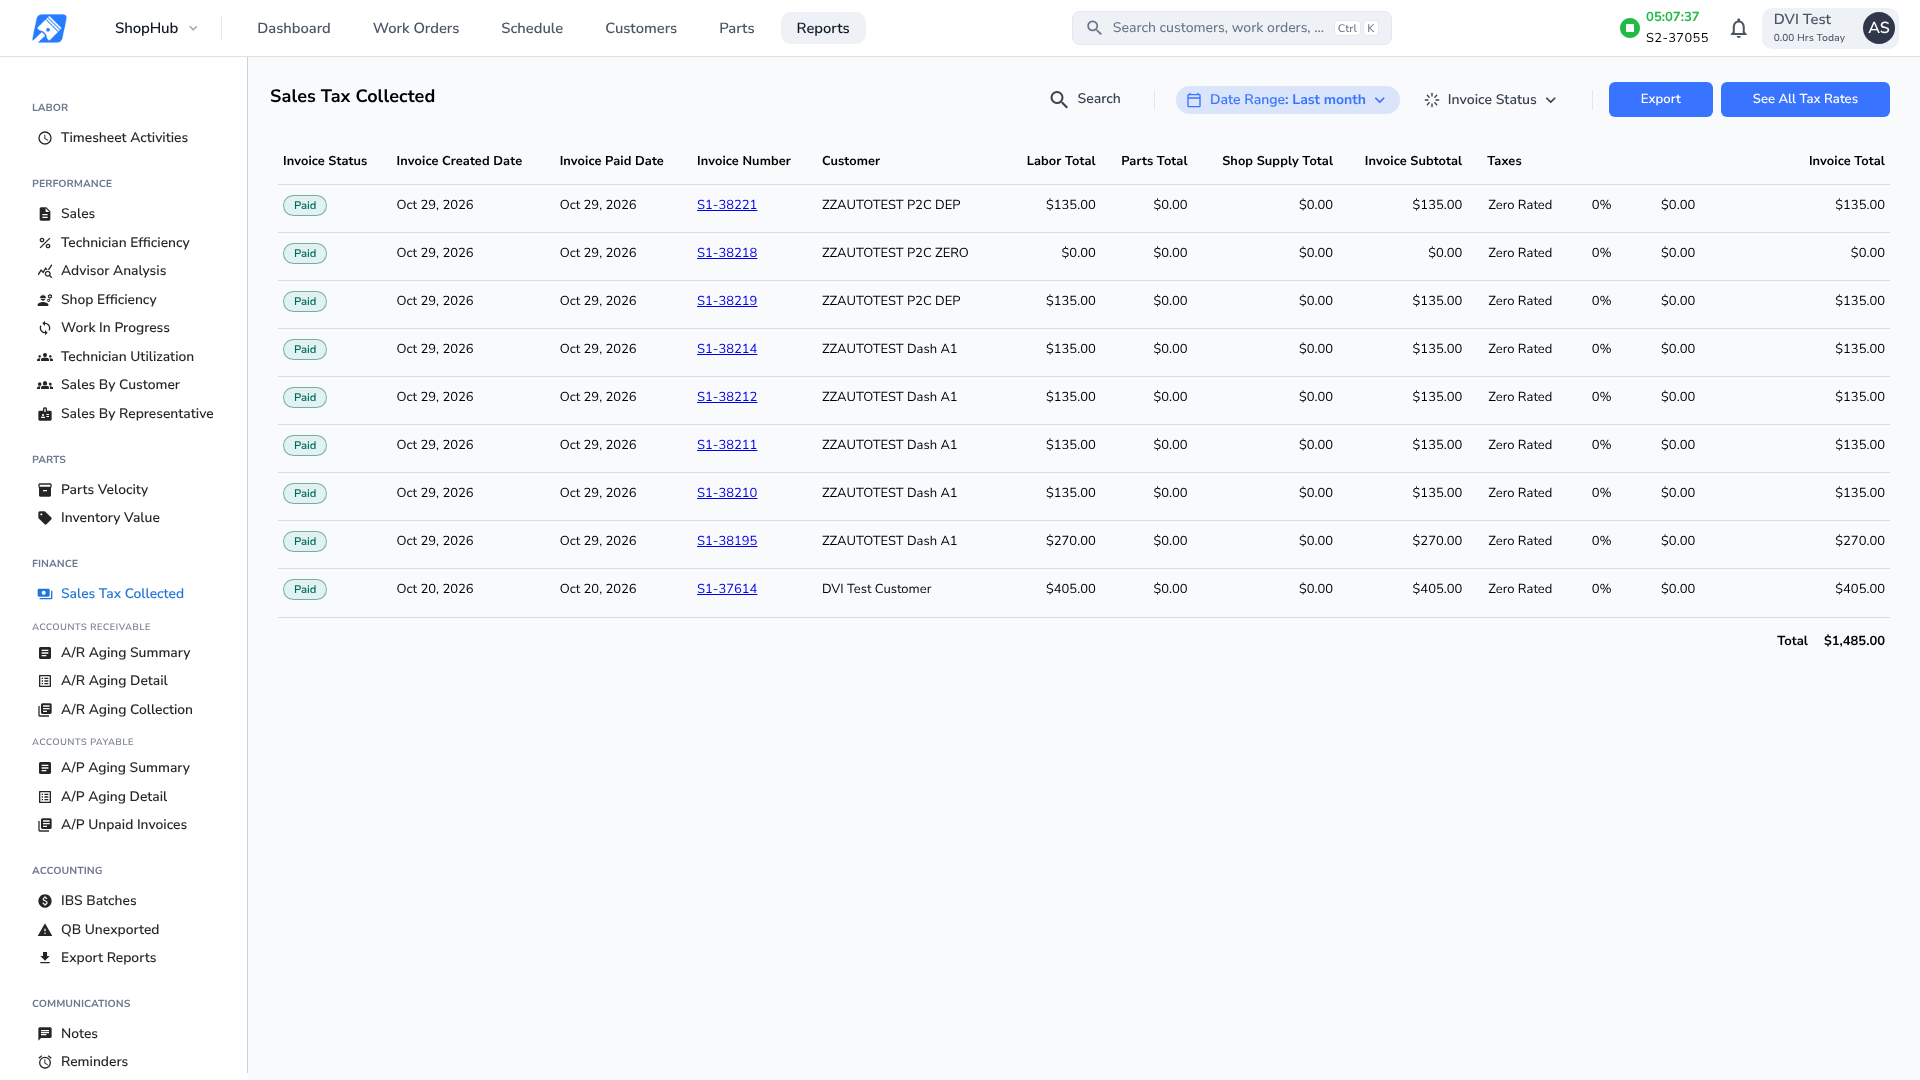 ShopHub
Dashboard
Work Orders
Schedule
Customers
Parts
Reports
Search customers, work orders, ...
Ctrl
K
05:07:37
S2-37055
DVI Test
0.00 Hrs Today
AS
LABOR
Timesheet Activities
PERFORMANCE
Sales
Technician Efficiency
Advisor Analysis
Shop Efficiency
Work In Progress
Technician Utilization
Sales By Customer
Sales By Representative
PARTS
Parts Velocity
Inventory Value
FINANCE
Sales Tax Collected
ACCOUNTS RECEIVABLE
A/R Aging Summary
A/R Aging Detail
A/R Aging Collection
ACCOUNTS PAYABLE
A/P Aging Summary
A/P Aging Detail
A/P Unpaid Invoices
ACCOUNTING
IBS Batches
QB Unexported
Export Reports
COMMUNICATIONS
Notes
Reminders
Sales Tax Collected
Search
Date Range: Last month
Invoice Status
Export
See All Tax Rates
Invoice Status Invoice Created Date Invoice Paid Date Invoice Number Customer Labor Total Parts Total Shop Supply Total Invoice Subtotal Taxes Invoice Total
Paid Oct 29, 2026 Oct 29, 2026 S1-38221 ZZAUTOTEST P2C DEP $135.00 $0.00 $0.00 $135.00 Zero Rated 0% $0.00 $135.00
Paid Oct 29, 2026 Oct 29, 2026 S1-38218 ZZAUTOTEST P2C ZERO $0.00 $0.00 $0.00 $0.00 Zero Rated 0% $0.00 $0.00
Paid Oct 29, 2026 Oct 29, 2026 S1-38219 ZZAUTOTEST P2C DEP $135.00 $0.00 $0.00 $135.00 Zero Rated 0% $0.00 $135.00
Paid Oct 29, 2026 Oct 29, 2026 S1-38214 ZZAUTOTEST Dash A1 $135.00 $0.00 $0.00 $135.00 Zero Rated 0% $0.00 $135.00
Paid Oct 29, 2026 Oct 29, 2026 S1-38212 ZZAUTOTEST Dash A1 $135.00 $0.00 $0.00 $135.00 Zero Rated 0% $0.00 $135.00
Paid Oct 29, 2026 Oct 29, 2026 S1-38211 ZZAUTOTEST Dash A1 $135.00 $0.00 $0.00 $135.00 Zero Rated 0% $0.00 $135.00
Paid Oct 29, 2026 Oct 29, 2026 S1-38210 ZZAUTOTEST Dash A1 $135.00 $0.00 $0.00 $135.00 Zero Rated 0% $0.00 $135.00
Paid Oct 29, 2026 Oct 29, 2026 S1-38195 ZZAUTOTEST Dash A1 $270.00 $0.00 $0.00 $270.00 Zero Rated 0% $0.00 $270.00
Paid Oct 20, 2026 Oct 20, 2026 S1-37614 DVI Test Customer $405.00 $0.00 $0.00 $405.00 Zero Rated 0% $0.00 $405.00
Total $1,485.00